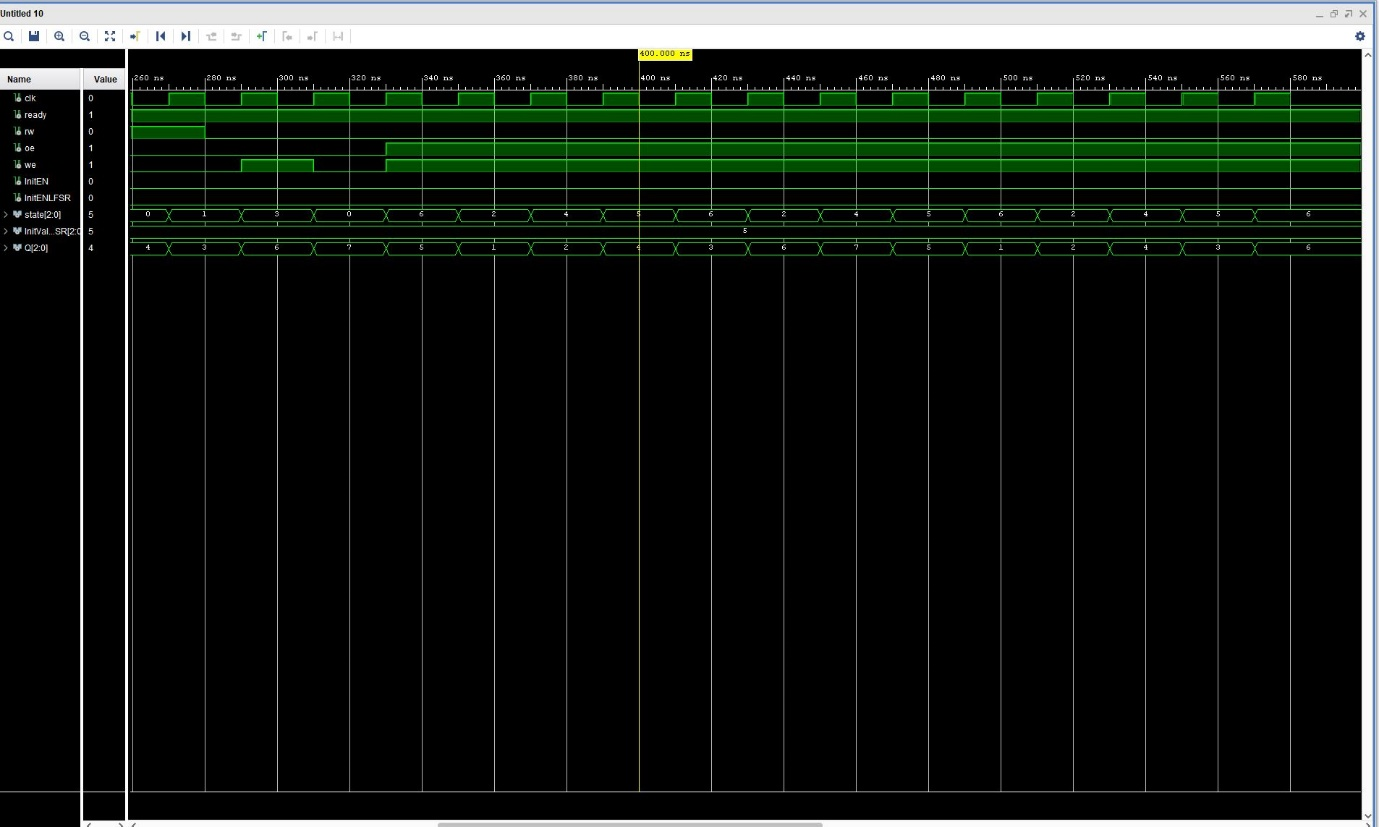 Untitled 10
400.000 ns
Name Value 260 ns 280 ns 300 ns 320 ns 340 ns 360 ns 380 ns 400 ns 420 ns 440 ns 460 ns 480 ns 500 ns 520 ns 540 ns 560 ns 580 ns
clk 0
ready 1
rw 0
oe 1
we 1
InitEN 0
InitENLFSR 0
state[2:0] 5 0 1 3 0 6 2 4 5 6 2 4 5 6 2 4 5 6
InitVal...SR[2:0 5 5
Q[2:0] 4 4 3 6 7 5 1 2 4 3 6 7 5 1 2 4 3 6